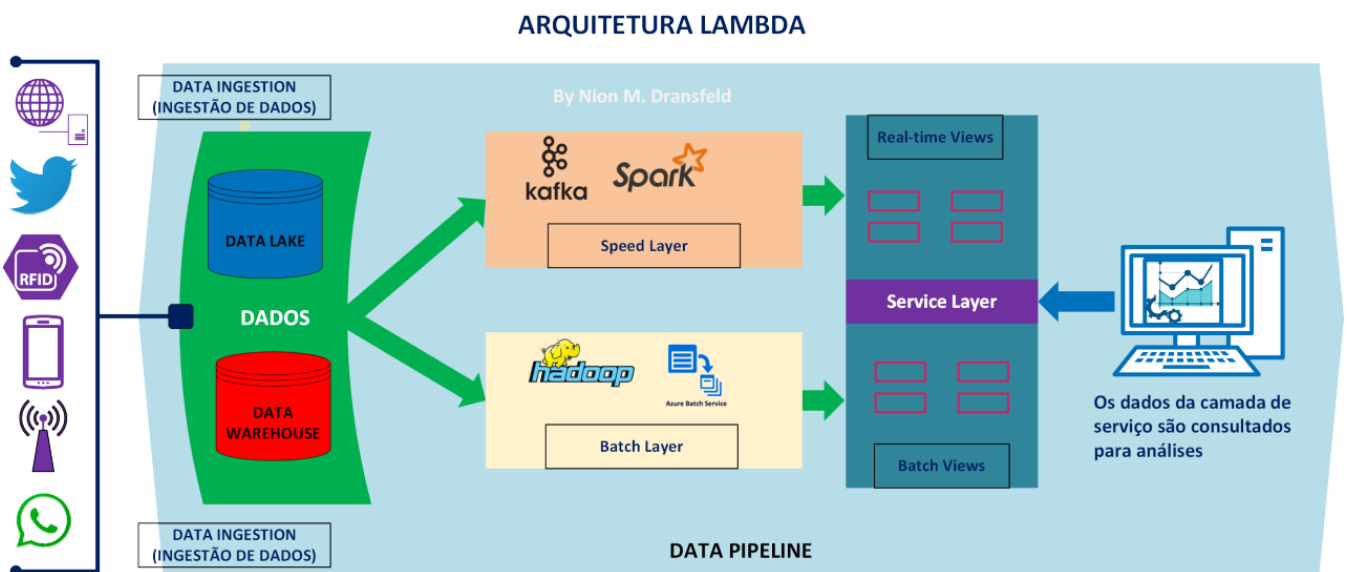 ARQUITETURA LAMBDA
DATA INGESTION
(INGESTÃO DE DADOS)
By Nion M. Dransfeld
Real-time Views
kafka
Spark
DATA LAKE
RFID
Speed Layer
DADOS
Service Layer
hadoop
Azure Batch Service
DATA
WAREHOUSE
Batch Layer
Batch Views
Os dados da camada de
serviço são consultados
para análises
DATA INGESTION
(INGESTÃO DE DADOS)
DATA PIPELINE